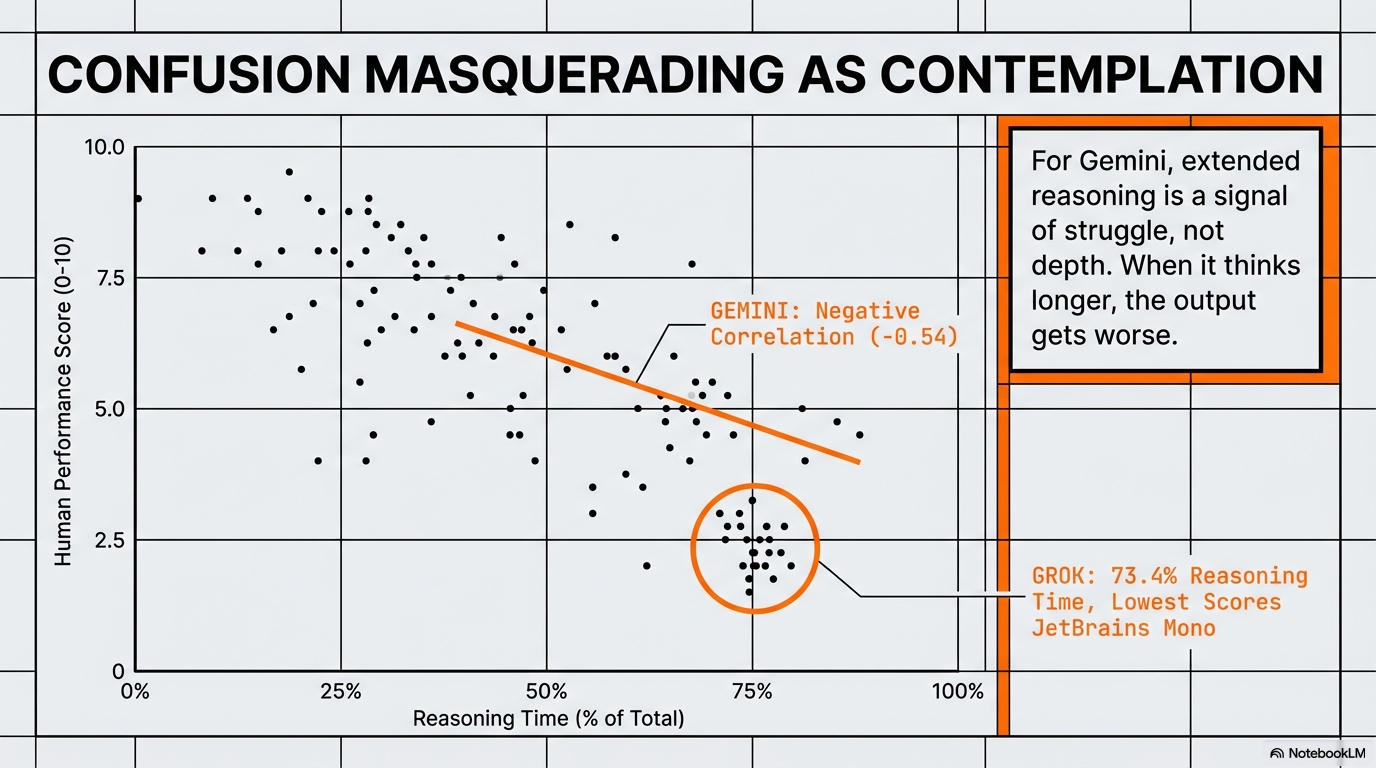 CONFUSION MASQUERADING AS CONTEMPLATION
10.0
7.5
5.0
2.5
0
Human Performance Score (0-10)
0%
25%
50%
75%
100%
Reasoning Time (% of Total)
GEMINI: Negative
Correlation (-0.54)
For Gemini, extended
reasoning is a signal
of struggle, not
depth. When it thinks
longer, the output
gets worse.
GROK: 73.4% Reasoning
Time, Lowest Scores
JetBrains Mono
NotebookLM